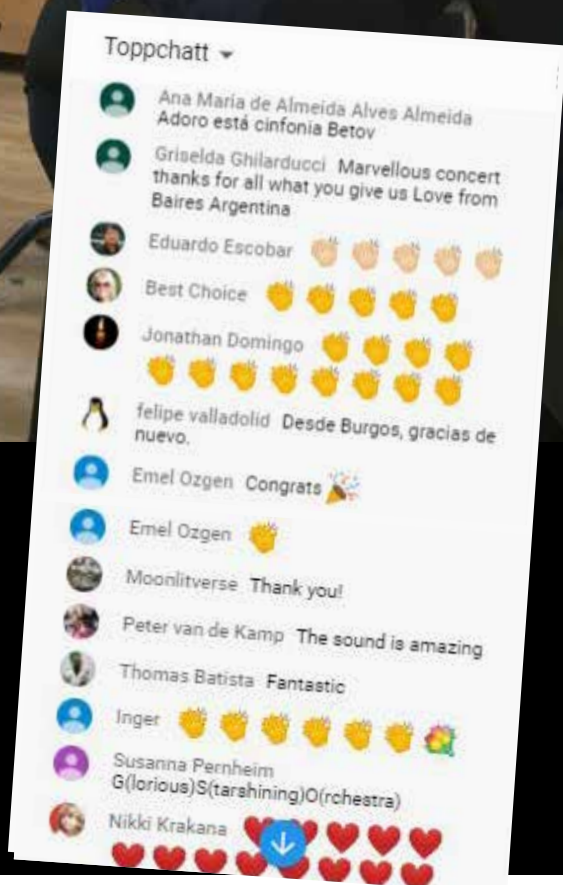 Toppchatt
Ana Maria de Almeida Alves Almeida
Adoro está cinfonia Betov
Griselda Ghilarducci Marvellous concert
thanks for all what you give us Love from
Baires Argentina
Eduardo Escobar 👏🏻👏🏻👏🏻👏🏻👏🏻
Best Choice 👏👏👏👏👏
Jonathan Domingo 👏👏👏👏
👏👏👏👏👏👏👏👏
felipe valladolid Desde Burgos, gracias de
nuevo.
Emel Ozgen Congrats 🎉
Emel Ozgen 👏
Moonlitverse Thank you!
Peter van de Kamp The sound is amazing
Thomas Batista Fantastic
Inger 👏👏👏👏👏👏💐
Susanna Pernheim
G(lorious)S(tarshining)O(rchestra)
Nikki Krakana ❤️❤️❤️❤️❤️
❤️❤️❤️❤️❤️❤️❤️❤️